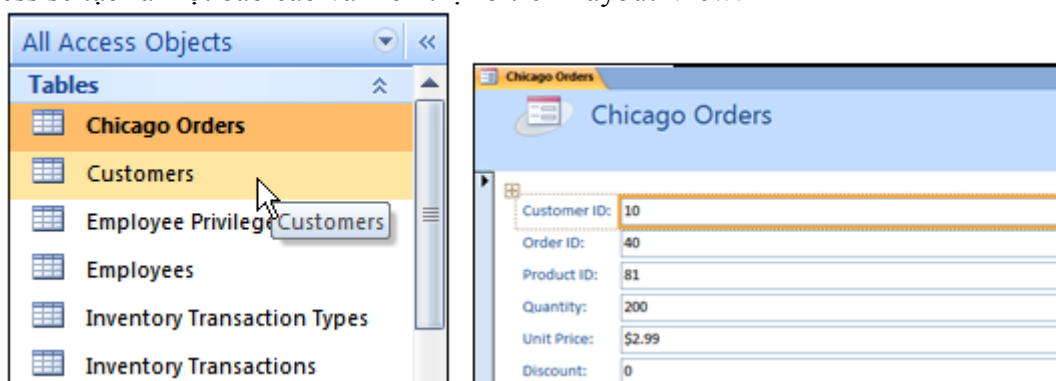 All Access Objects
Tables
Chicago Orders
Customers
Employee Privilege
Customers
Employees
Inventory Transaction Types
Inventory Transactions
Chicago Orders
Chicago Orders
Customer ID: 10
Order ID: 40
Product ID: 81
Quantity: 200
Unit Price: $2.99
Discount: 0